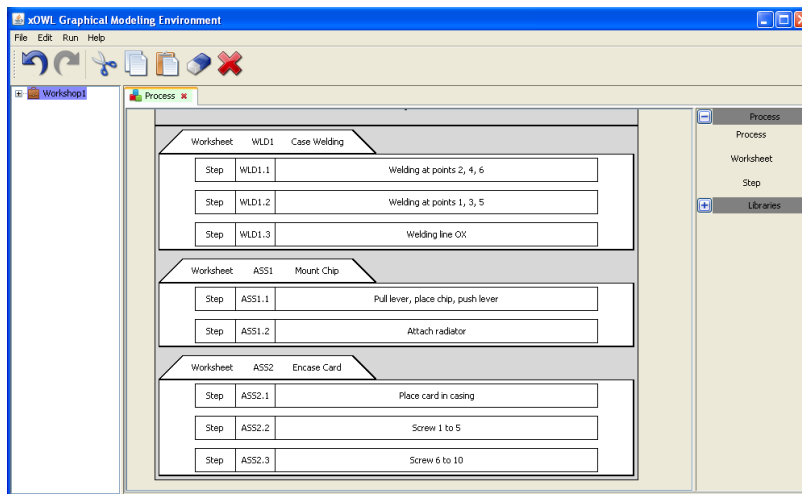 xOWL Graphical Modeling Environment
File Edit Run Help
Workshop1
Process
Worksheet WLD1 Case Welding
Step WLD1.1 Welding at points 2, 4, 6
Step WLD1.2 Welding at points 1, 3, 5
Step WLD1.3 Welding line OX
Worksheet ASS1 Mount Chip
Step ASS1.1 Pull lever, place chip, push lever
Step ASS1.2 Attach radiator
Worksheet ASS2 Encase Card
Step ASS2.1 Place card in casing
Step ASS2.2 Screw 1 to 5
Step ASS2.3 Screw 6 to 10
Process
Process
Worksheet
Step
Libraries